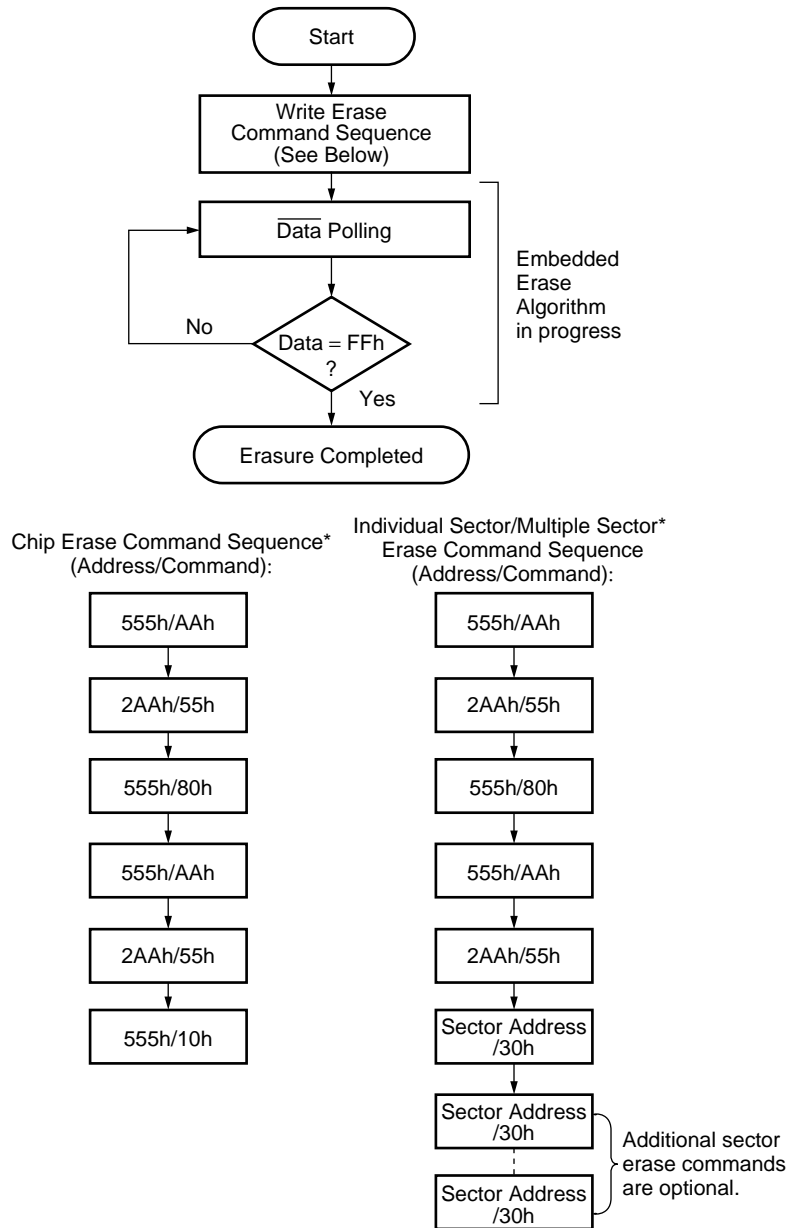 Start
Write Erase
Command Sequence
(See Below)
Data Polling
Embedded
Erase
Algorithm
in progress
No
Data = FFh
?
Yes
Erasure Completed
Chip Erase Command Sequence*
(Address/Command):
555h/AAh
2AAh/55h
555h/80h
555h/AAh
2AAh/55h
555h/10h
Individual Sector/Multiple Sector*
Erase Command Sequence
(Address/Command):
555h/AAh
2AAh/55h
555h/80h
555h/AAh
2AAh/55h
Sector Address
/30h
Sector Address
/30h
Sector Address
/30h
Additional sector
erase commands
are optional.